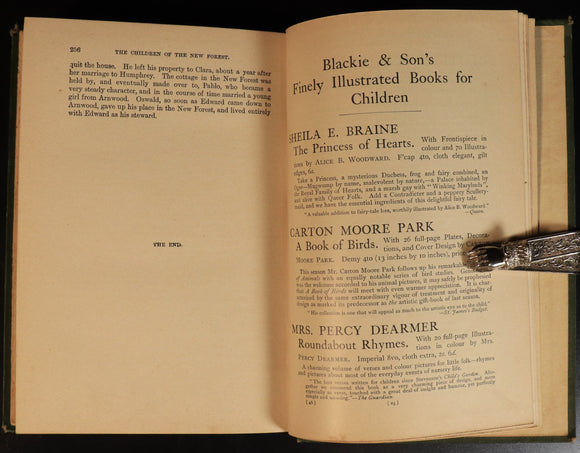 256
THE CHILDREN OF THE NEW FOREST.
quit the house. He left his property to Clara, about a year after
her marriage to Humphrey. The cottage in the New Forest was
held by, and eventually made over to, Pablo, who became a
very steady character, and in the course of time married a young
girl from Arnwood. Oswald, so soon as Edward came down to
Arnwood, gave up his place in the New Forest, and lived entirely
with Edward as his steward.
THE END.
Blackie & Son's
Finely Illustrated Books for
Children
SHEILA E. BRAINE
The Princess of Hearts. With Frontispiece in
colour and 70 Illustra-
tions by ALICE B. WOODWARD. F'cap 4to, cloth elegant, gilt
edges, 6d.
Take a Princess, a mysterious Duchess, frog and fairy combined, an
Ogre—Mugwump by name, malevolent by nature,—a Palace inhabited by
the Royal Family of Hearts, and a marsh gay with "Winking Marybuds",
and alive with Queer Folk. Add a Contradicter and a peppery Scullery-
maid, and we have the essential ingredients of this delightful fairy tale.
"A valuable addition to fairy-tale lore, worthily illustrated by Alice B. Woodward."
—Queen.
CARTON MOORE PARK
A Book of Birds. With 26 full-page Plates, Decora-
tions, and Cover Design by
MOORE PARK. Demy 4to (13 inches by 10 inches),
This season Mr. Carton Moore Park follows up his remarkable
of Animals with an equally notable series of bird studies.
was the welcome accorded to his animal pictures, it may safely be prophesied
that A Book of Birds will meet with even warmer appreciation. It is char-
acterized by the same extraordinary vigour of treatment and originality of
design as marked its predecessor as the artistic gift-book of last season.
"His collection is one that will appeal as much to the artist as to the child."
—St. James's Budget.
MRS. PERCY DEARMER
Roundabout Rhymes. With 20 full-page Illustra-
tions in colour by Mrs.
PERCY DEARMER. Imperial 8vo, cloth extra, 2s. 6d.
A charming volume of verses and colour pictures for little folk—rhymes
and pictures about most of the everyday events of nursery life.
"The best verses written for children since Stevenson's Child's Garden. Alto-
gether we commend this book as a very charming piece of design, and more
especially as verse, touched with a great deal of insight and humour, yet perfectly
simple and unstudied."—The Guardian.
[28]